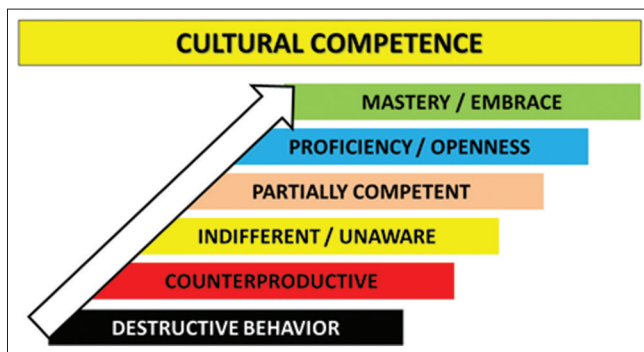 CULTURAL COMPETENCE
MASTERY / EMBRACE
PROFICIENCY / OPENNESS
PARTIALLY COMPETENT
INDIFFERENT / UNAWARE
COUNTERPRODUCTIVE
DESTRUCTIVE BEHAVIOR